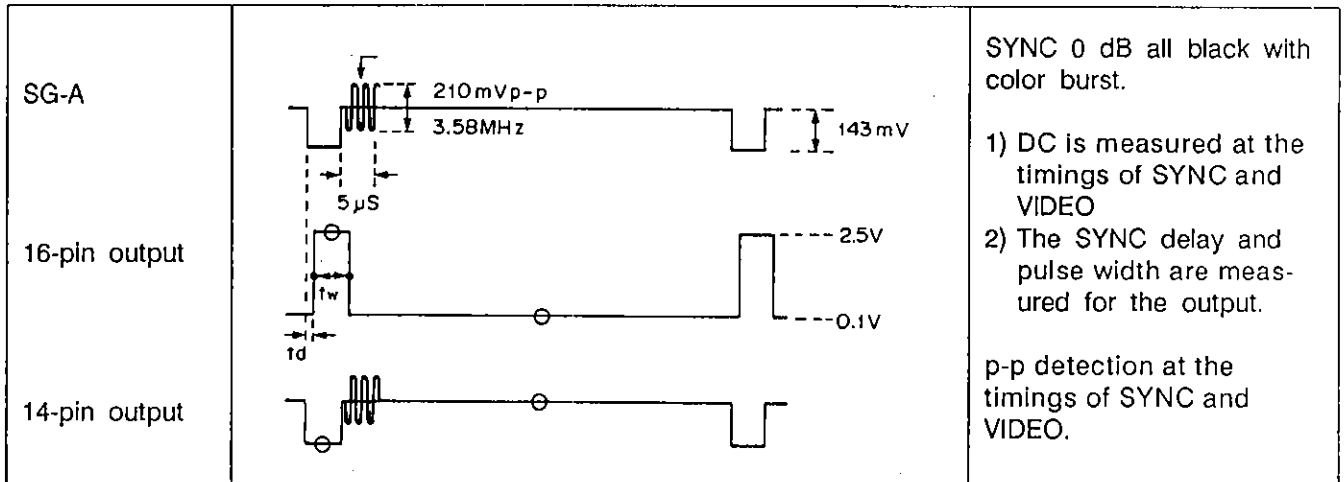 SG-A
210mVp-p
3.58MHz
143mV
5µS
SYNC 0 dB all black with
color burst.
1) DC is measured at the
timings of SYNC and
VIDEO
2) The SYNC delay and
pulse width are meas-
ured for the output.
16-pin output
2.5V
tw
0.1V
td
14-pin output
p-p detection at the
timings of SYNC and
VIDEO.